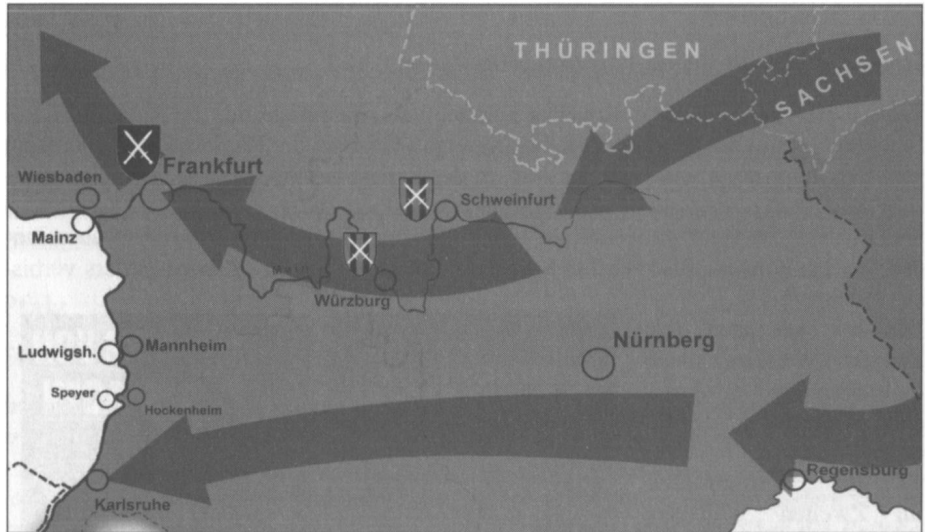 THÜRINGEN
SACHSEN
Frankfurt
Wiesbaden
Schweinfurt
Mainz
Würzburg
Nürnberg
Ludwigsh.
Mannheim
Speyer
Hockenheim
Regensburg
Karlsruhe